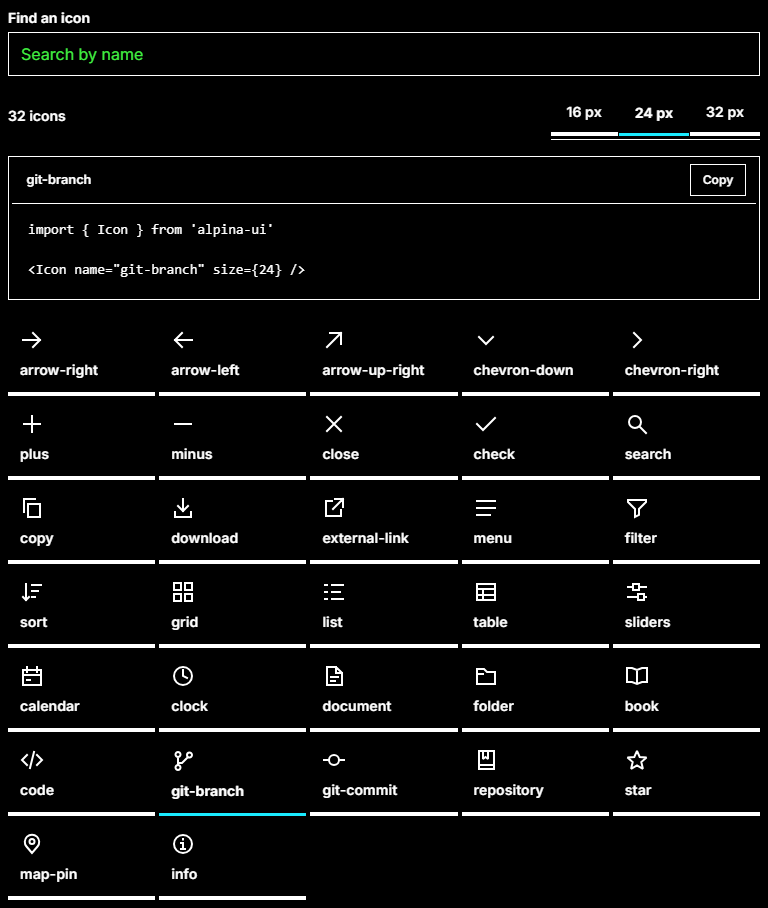 Find an icon
Search by name
32 icons
16 px 24 px 32 px
git-branch
Copy
import { Icon } from 'alpina-ui'
<Icon name="git-branch" size={24} />
arrow-right arrow-left arrow-up-right chevron-down chevron-right
plus minus close check search
copy download external-link menu filter
sort grid list table sliders
calendar clock document folder book
code git-branch git-commit repository star
map-pin info